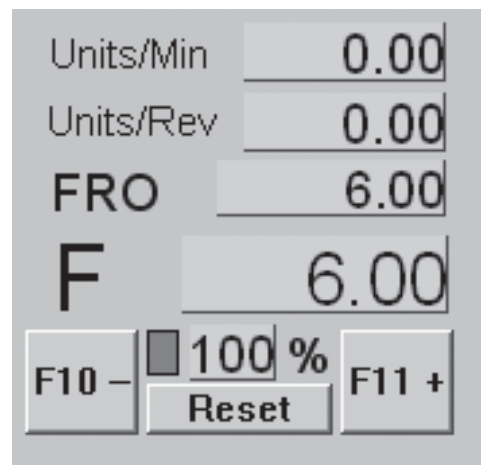 Units/Min 0.00
Units/Rev 0.00
FRO 6.00
F 6.00
F10 – 100 % F11 +
Reset